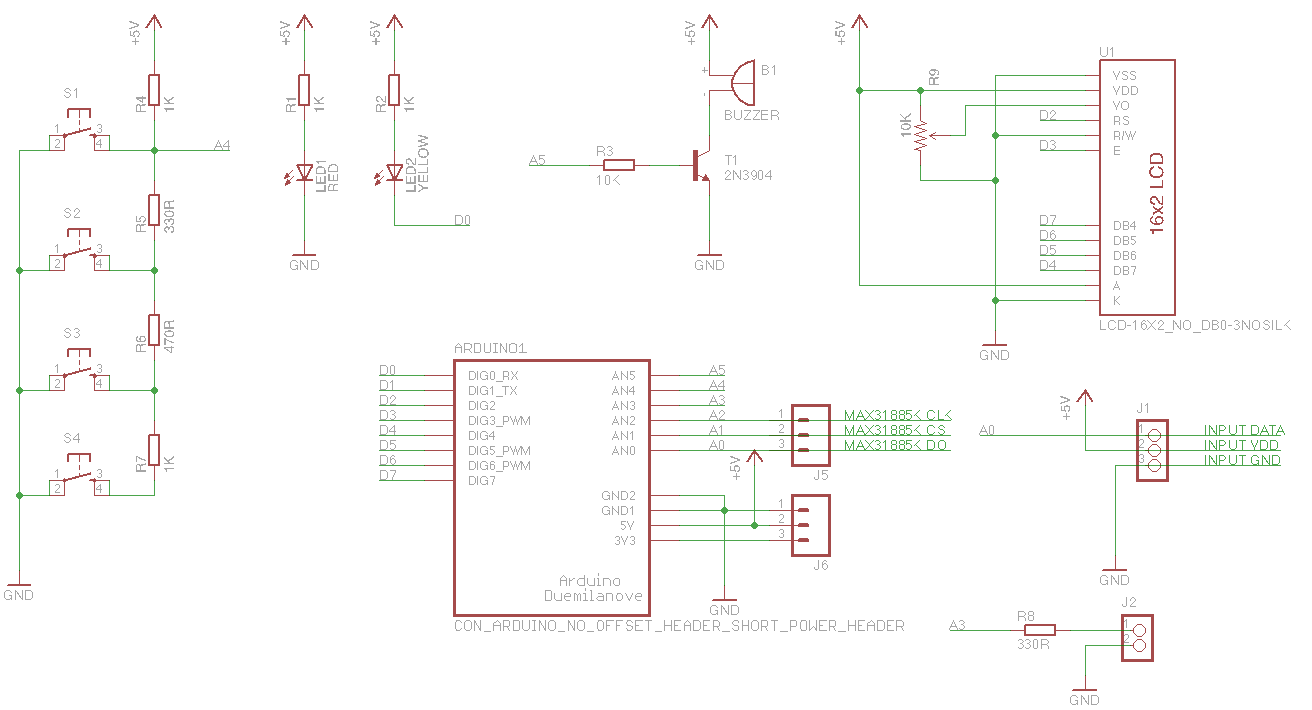 +5V
R4
1K
S1
1
2
3
4
A4
R5
330R
S2
1
2
3
4
R6
470R
S3
1
2
3
4
R7
1K
S4
1
2
3
4
GND
+5V
R1
1K
LED1
RED
GND
+5V
R2
1K
LED2
YELLOW
D0
+5V
+
-
B1
BUZZER
A5
R3
10K
T1
2N3904
GND
+5V
R9
10K
GND
U1
VSS
VDD
VO
D2 RS
R/W
D3 E
D7 DB4
D6 DB5
D5 DB6
D4 DB7
A
K
16x2 LCD
LCD-16X2_NO_DB0-3NOSILK
ARDUINO1
D0 DIG0_RX AN5 A5
D1 DIG1_TX AN4 A4
D2 DIG2 AN3 A3
D3 DIG3_PWM AN2 A2 1 MAX31885K CLK
D4 DIG4 AN1 A1 2 MAX31885K CS
D5 DIG5_PWM AN0 A0 3 MAX31885K DO
D6 DIG6_PWM
D7 DIG7
J5
+5V
GND2
GND1 1
5V 2
3V3 3
J6
GND
Arduino
Duemilanove
CON_ARDUINO_NO_OFFSET_HEADER_SHORT_POWER_HEADER
+5V
J1
A0 1 INPUT DATA
2 INPUT VDD
3 INPUT GND
GND
J2
A3 R8 1
330R 2
GND